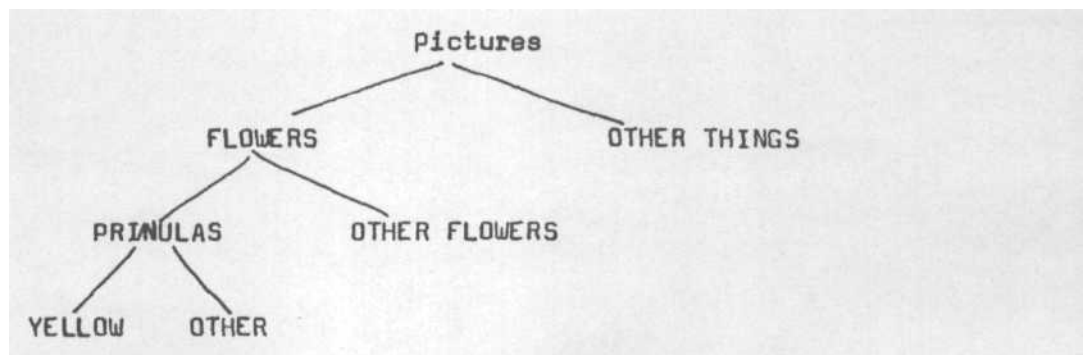 Pictures
FLOWERS OTHER THINGS
PRIMULAS OTHER FLOWERS
YELLOW OTHER